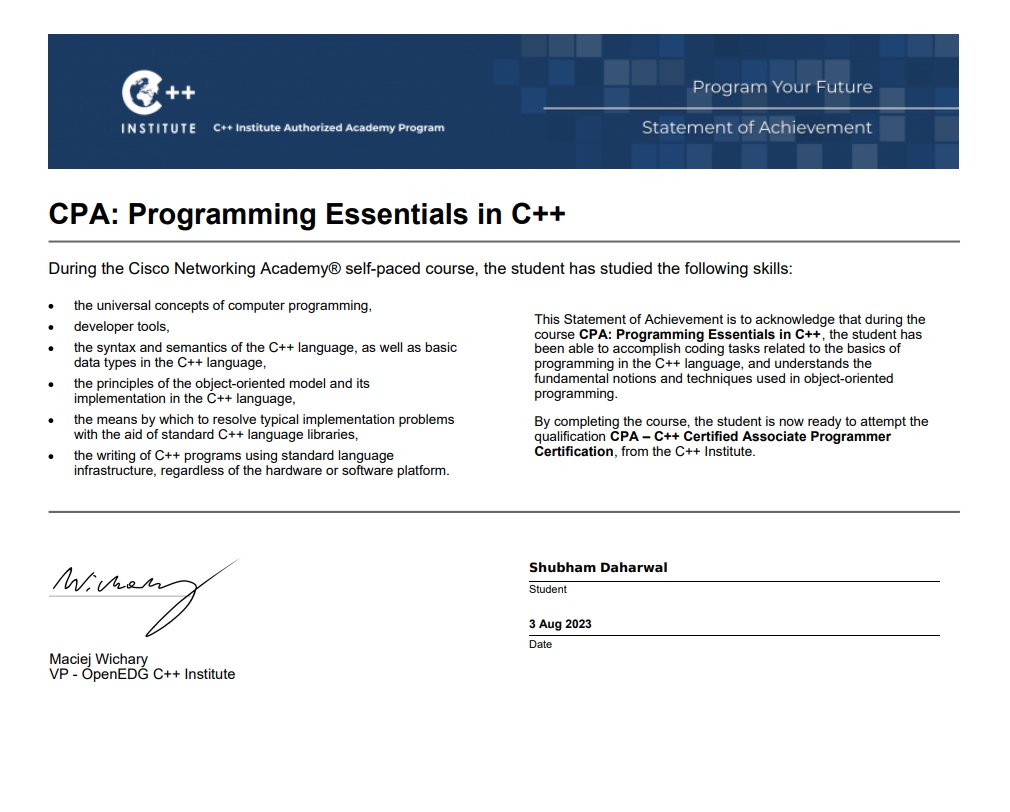 C++
INSTITUTE
C++ Institute Authorized Academy Program
Program Your Future
Statement of Achievement
CPA: Programming Essentials in C++
During the Cisco Networking Academy® self-paced course, the student has studied the following skills:
• the universal concepts of computer programming,
• developer tools,
• the syntax and semantics of the C++ language, as well as basic
data types in the C++ language,
• the principles of the object-oriented model and its
implementation in the C++ language,
• the means by which to resolve typical implementation problems
with the aid of standard C++ language libraries,
• the writing of C++ programs using standard language
infrastructure, regardless of the hardware or software platform.
This Statement of Achievement is to acknowledge that during the
course CPA: Programming Essentials in C++, the student has
been able to accomplish coding tasks related to the basics of
programming in the C++ language, and understands the
fundamental notions and techniques used in object-oriented
programming.
By completing the course, the student is now ready to attempt the
qualification CPA – C++ Certified Associate Programmer
Certification, from the C++ Institute.
Wichary
Maciej Wichary
VP - OpenEDG C++ Institute
Shubham Daharwal
Student
3 Aug 2023
Date